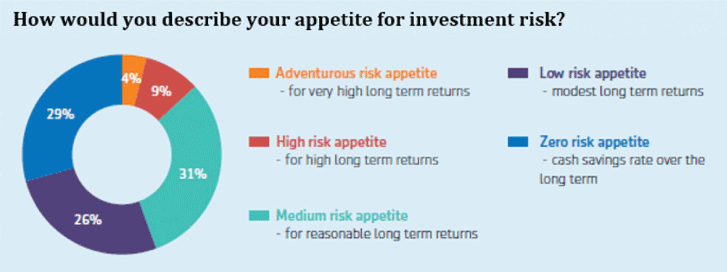 How would you describe your appetite for investment risk?
4%
9%
31%
26%
29%
Adventurous risk appetite
- for very high long term returns
High risk appetite
- for high long term returns
Medium risk appetite
- for reasonable long term returns
Low risk appetite
- modest long term returns
Zero risk appetite
- cash savings rate over the
long term